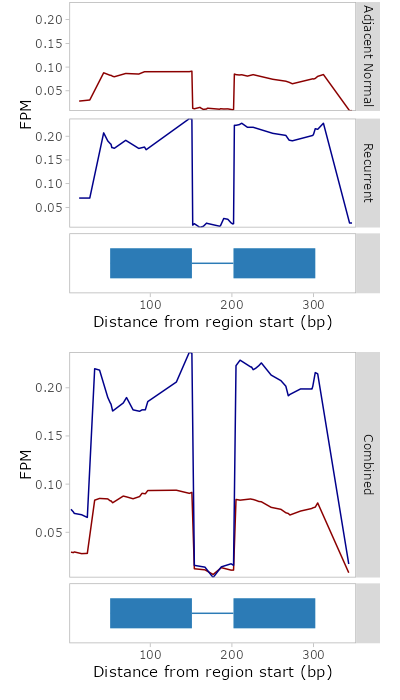 0.20
0.15
0.10
0.05
Adjacent Normal
FPM
0.20
0.15
0.10
0.05
Recurrent
100 200 300
Distance from region start (bp)
0.20
0.15
0.10
0.05
FPM
Combined
100 200 300
Distance from region start (bp)